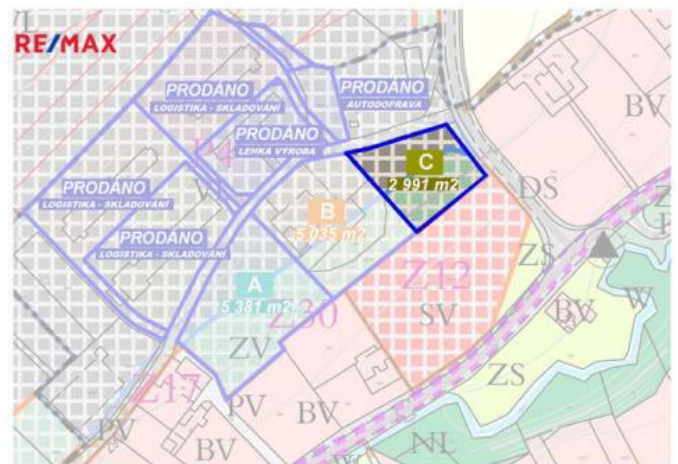 RE/MAX
PRODÁNO
LOGISTIKA - SKLADOVÁNÍ
PRODÁNO
AUTODOPRAVA
PRODÁNO
LEHKÁ VÝROBA
BV
C
2 991 m2
PRODÁNO
LOGISTIKA - SKLADOVÁNÍ
DS
B
5 035 m2
PRODÁNO
LOGISTIKA - SKLADOVÁNÍ
ZS
A
5 381 m2
Z12
SV
BV
W
Z30
ZV
ZS
Z17
PV
BV
PV
BV
NL